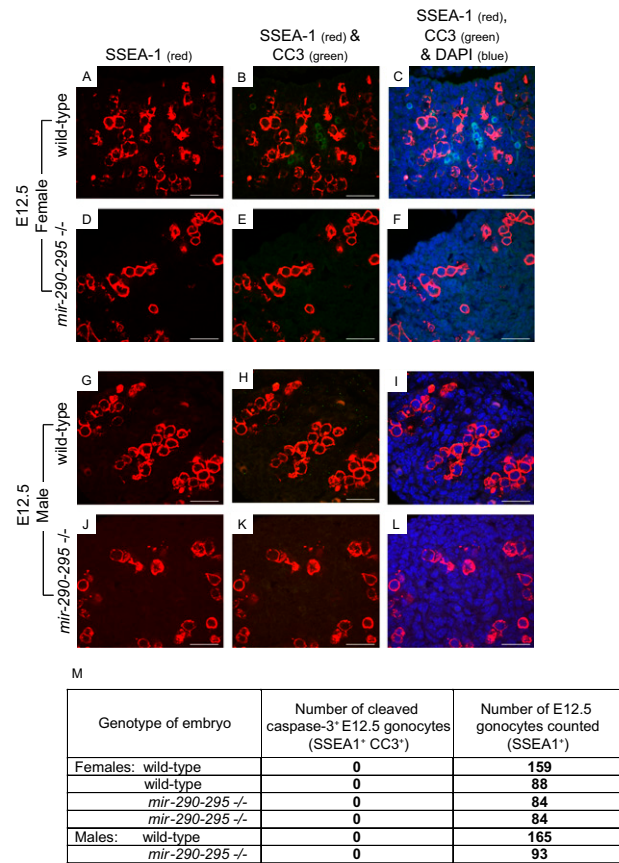 SSEA-1 (red)
SSEA-1 (red) &
CC3 (green)
SSEA-1 (red),
CC3 (green)
& DAPI (blue)
E12.5
Female
wild-type
A
B
C
mir-290-295 -/-
D
E
F
E12.5
Male
wild-type
G
H
I
mir-290-295 -/-
J
K
L
M
Genotype of embryo
Number of cleaved
caspase-3⁺ E12.5 gonocytes
(SSEA1⁺ CC3⁺)
Number of E12.5
gonocytes counted
(SSEA1⁺)
Females: wild-type 0 159
wild-type 0 88
mir-290-295 -/- 0 84
mir-290-295 -/- 0 84
Males: wild-type 0 165
mir-290-295 -/- 0 93